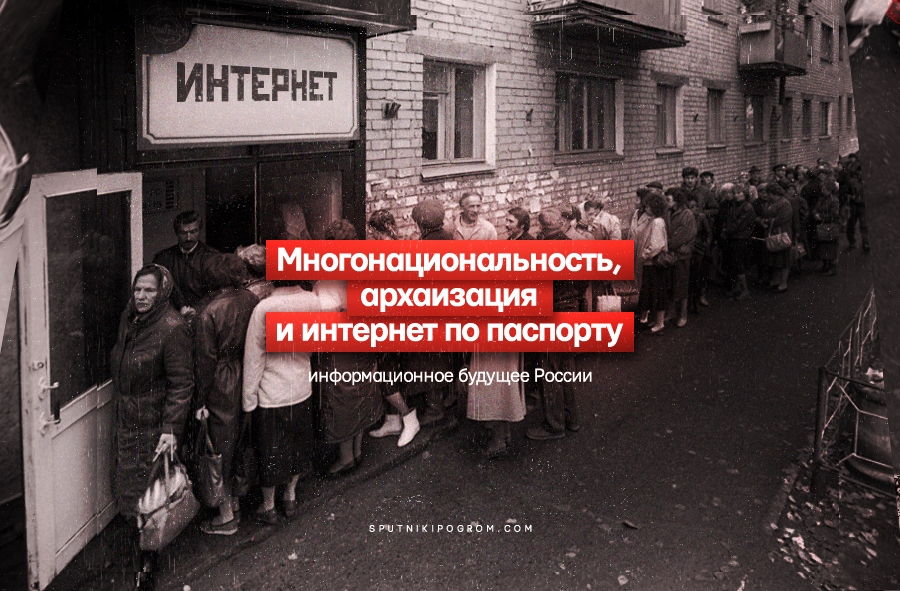 ИНТЕРНЕТ
Многонациональность,
архаизация
и интернет по паспорту
информационное будущее России
SPUTNIKIPOGROM.COM